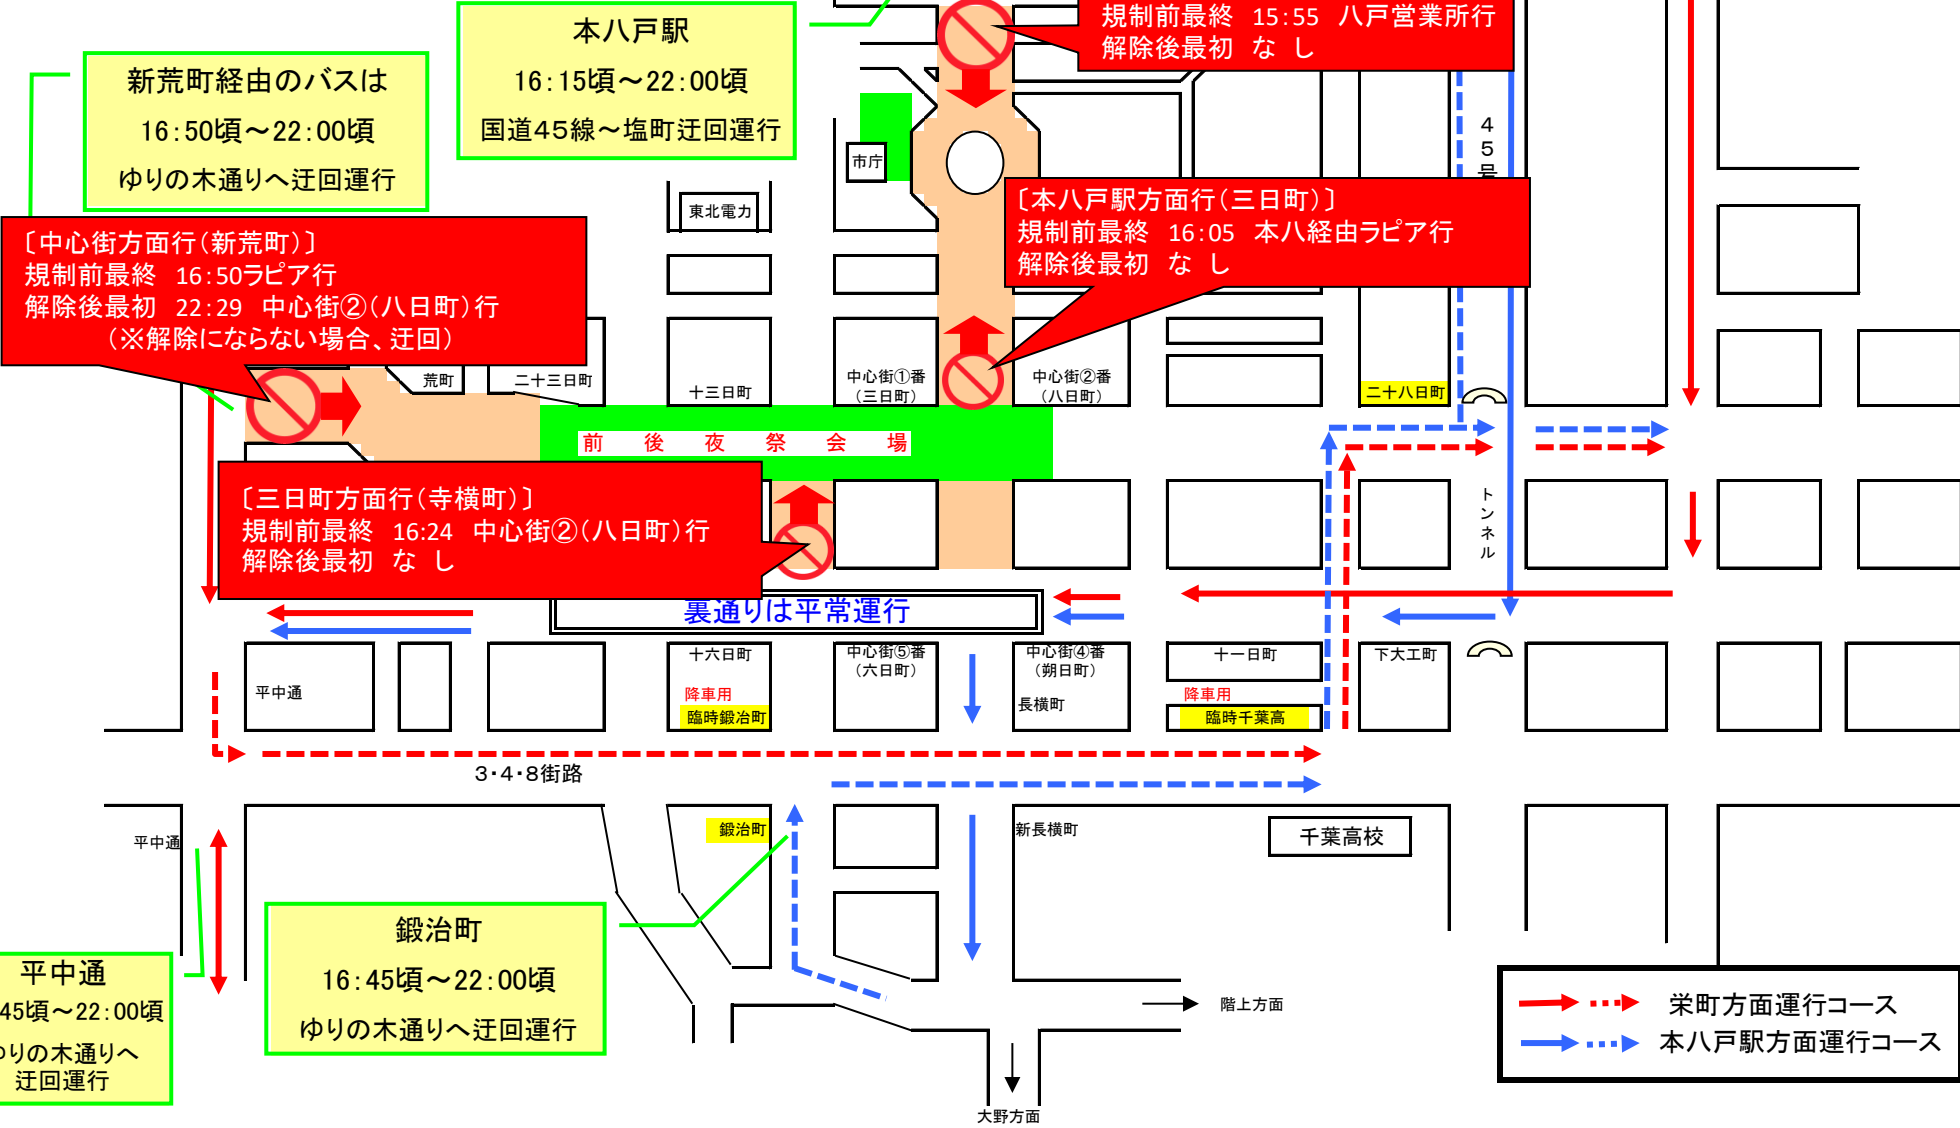 規制前最終 15:55 八戸営業所行
解除後最初 な し
本八戸駅
16:15頃～22:00頃
国道45線～塩町迂回運行
新荒町経由のバスは
16:50頃～22:00頃
ゆりの木通りへ迂回運行
市庁
東北電力
45号
〔本八戸駅方面行(三日町)〕
規制前最終 16:05 本八経由ラピア行
解除後最初 な し
〔中心街方面行(新荒町)〕
規制前最終 16:50ラピア行
解除後最初 22:29 中心街②(八日町)行
(※解除にならない場合、迂回)
荒町
二十三日町
十三日町
中心街①番
(三日町)
中心街②番
(八日町)
二十八日町
前 後 夜 祭 会 場
〔三日町方面行(寺横町)〕
規制前最終 16:24 中心街②(八日町)行
解除後最初 な し
トンネル
裏通りは平常運行
平中通
十六日町
降車用
臨時鍛冶町
中心街⑤番
(六日町)
中心街④番
(朔日町)
長横町
十一日町
降車用
臨時千葉高
下大工町
3・4・8街路
平中通
鍛治町
新長横町
千葉高校
鍛治町
16:45頃～22:00頃
ゆりの木通りへ迂回運行
平中通
45頃～22:00頃
ゆりの木通りへ
迂回運行
階上方面
大野方面
栄町方面運行コース
本八戸駅方面運行コース